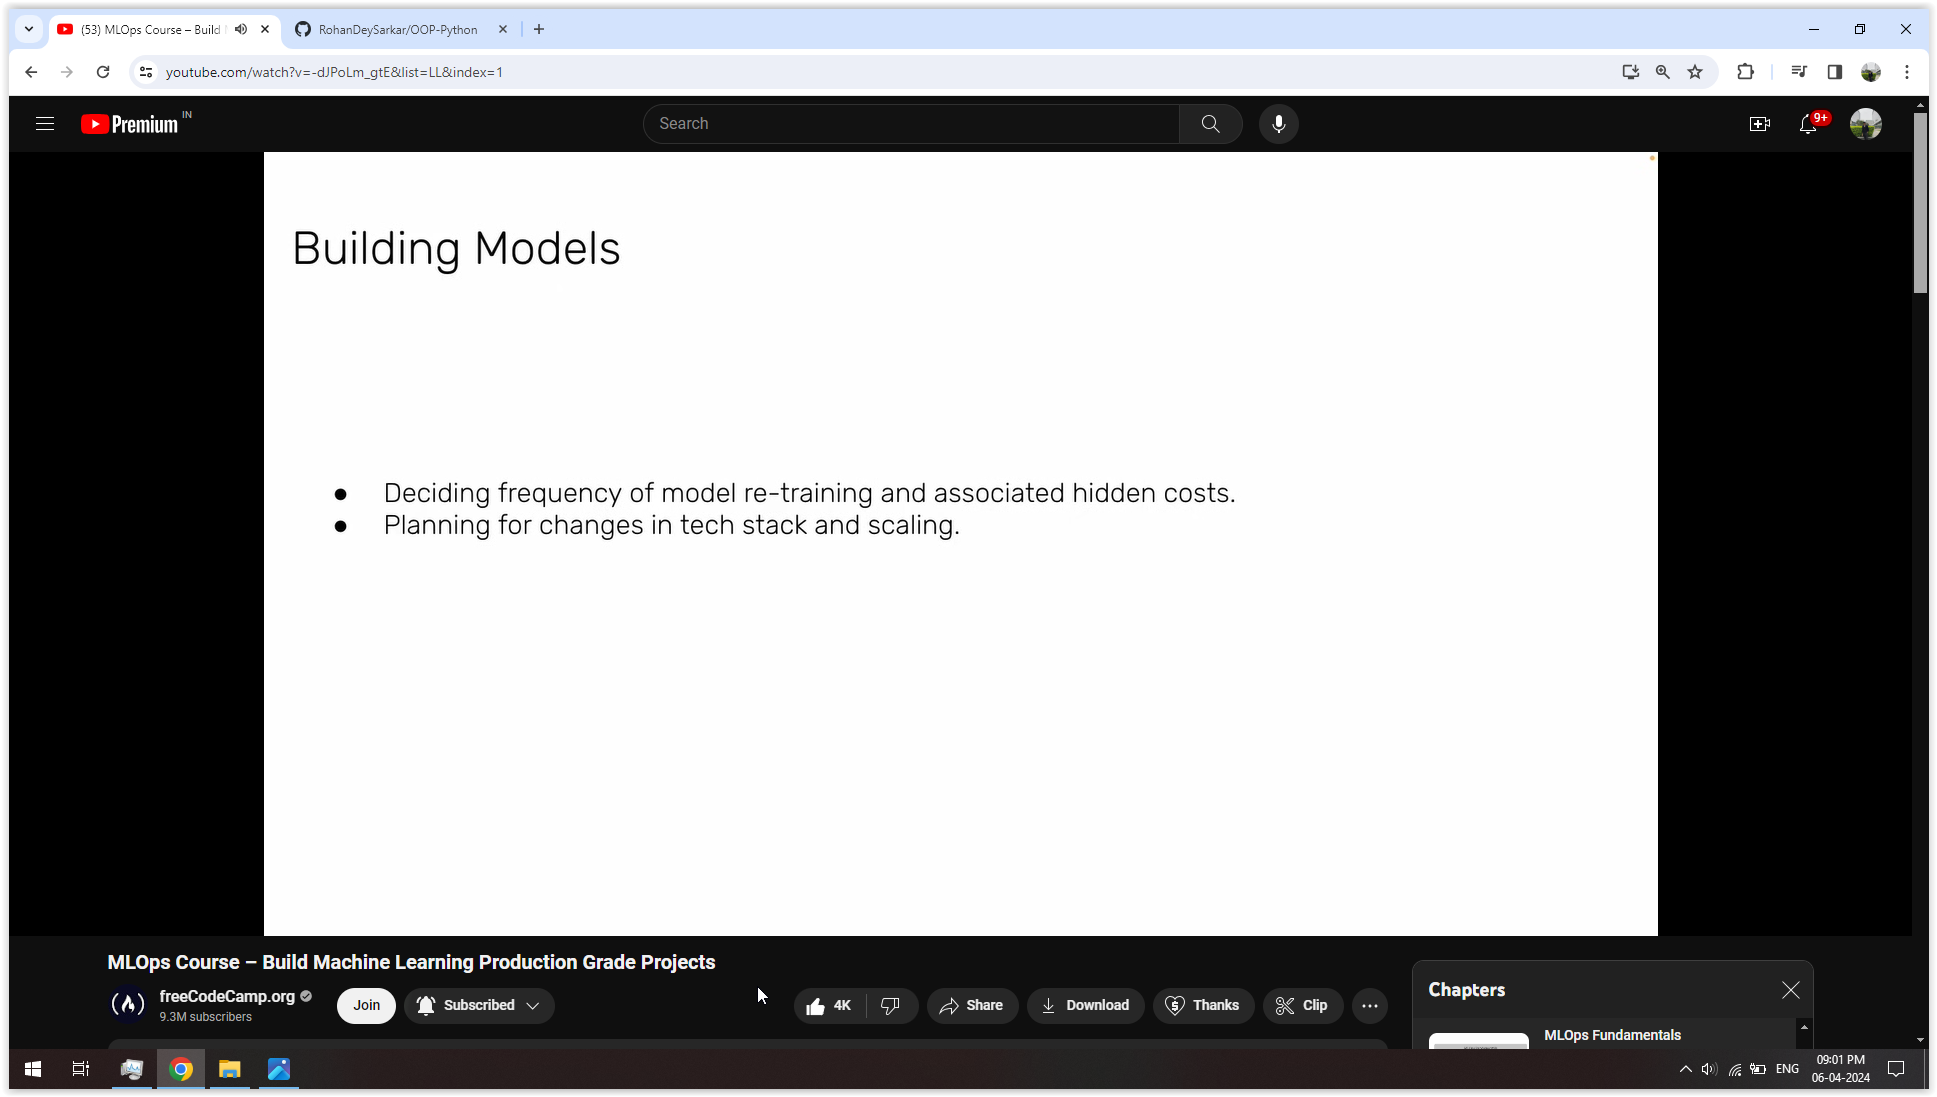 (53) MLOps Course – Build
RohanDeySarkar/OOP-Python
youtube.com/watch?v=-dJPoLm_gtE&list=LL&index=1
Premium IN
Search
9+
Building Models
● Deciding frequency of model re-training and associated hidden costs.
● Planning for changes in tech stack and scaling.
MLOps Course – Build Machine Learning Production Grade Projects
freeCodeCamp.org
9.3M subscribers
Join
Subscribed
4K
Share
Download
Thanks
Clip
Chapters
MLOps Fundamentals
ENG
09:01 PM
06-04-2024